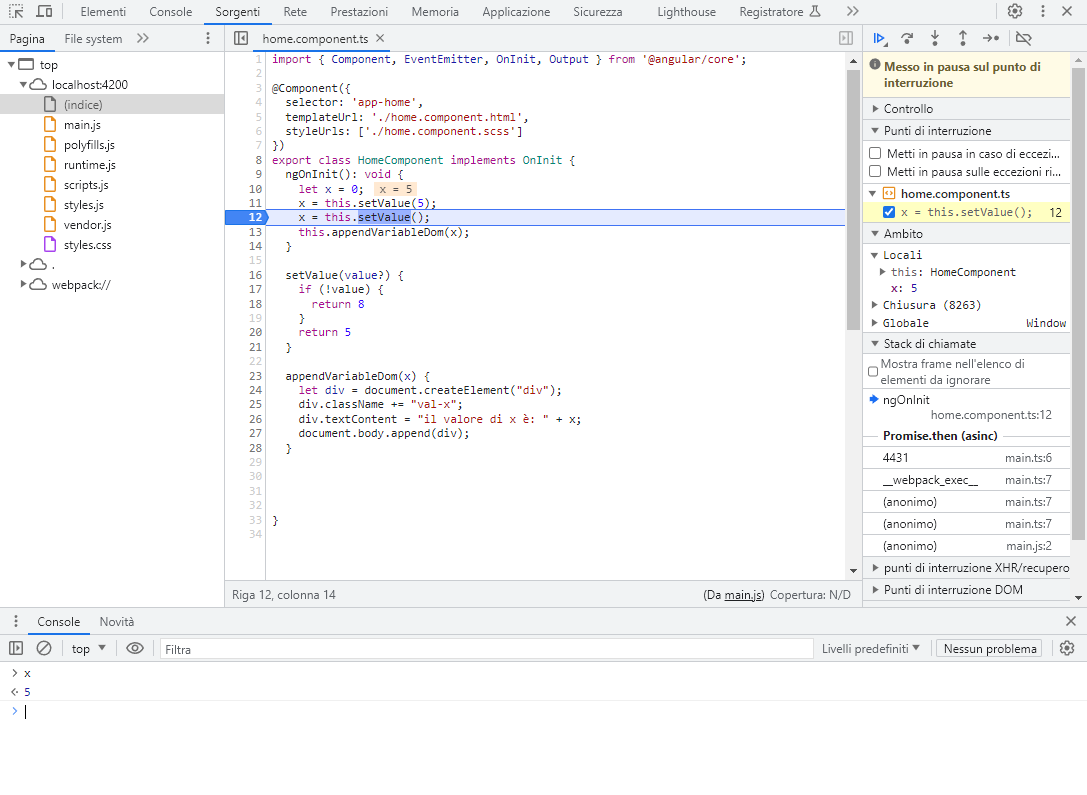 Elementi Console Sorgenti Rete Prestazioni Memoria Applicazione Sicurezza Lighthouse Registratore
Pagina File system
top
localhost:4200
(indice)
main.js
polyfills.js
runtime.js
scripts.js
styles.js
vendor.js
styles.css
.
webpack://
home.component.ts
1 import { Component, EventEmitter, OnInit, Output } from '@angular/core';
2
3 @Component({
4 selector: 'app-home',
5 templateUrl: './home.component.html',
6 styleUrls: ['./home.component.scss']
7 })
8 export class HomeComponent implements OnInit {
9 ngOnInit(): void {
10 let x = 0; x = 5
11 x = this.setValue(5);
12 x = this.setValue();
13 this.appendVariableDom(x);
14 }
15
16 setValue(value?) {
17 if (!value) {
18 return 8
19 }
20 return 5
21 }
22
23 appendVariableDom(x) {
24 let div = document.createElement("div");
25 div.className += "val-x";
26 div.textContent = "il valore di x è: " + x;
27 document.body.append(div);
28 }
29
30
31
32
33 }
34
Riga 12, colonna 14 (Da main.js) Copertura: N/D
Messo in pausa sul punto di
interruzione
Controllo
Punti di interruzione
Metti in pausa in caso di eccezi...
Metti in pausa sulle eccezioni ri...
home.component.ts
x = this.setValue(); 12
Ambito
Locali
this: HomeComponent
x: 5
Chiusura (8263)
Globale Window
Stack di chiamate
Mostra frame nell'elenco di
elementi da ignorare
ngOnInit
home.component.ts:12
Promise.then (asinc)
4431 main.ts:6
__webpack_exec__ main.ts:7
(anonimo) main.ts:7
(anonimo) main.ts:7
(anonimo) main.js:2
punti di interruzione XHR/recupero
Punti di interruzione DOM
Console Novità
top Filtra Livelli predefiniti Nessun problema
x
5